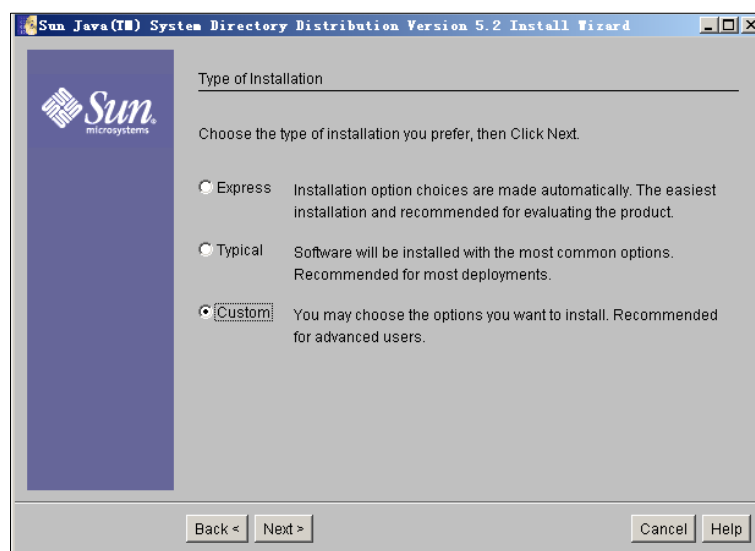 Sun Java(TM) System Directory Distribution Version 5.2 Install Wizard
Sun
microsystems
Type of Installation
Choose the type of installation you prefer, then Click Next.
Express
Installation option choices are made automatically. The easiest
installation and recommended for evaluating the product.
Typical
Software will be installed with the most common options.
Recommended for most deployments.
Custom
You may choose the options you want to install. Recommended
for advanced users.
Back <
Next >
Cancel
Help